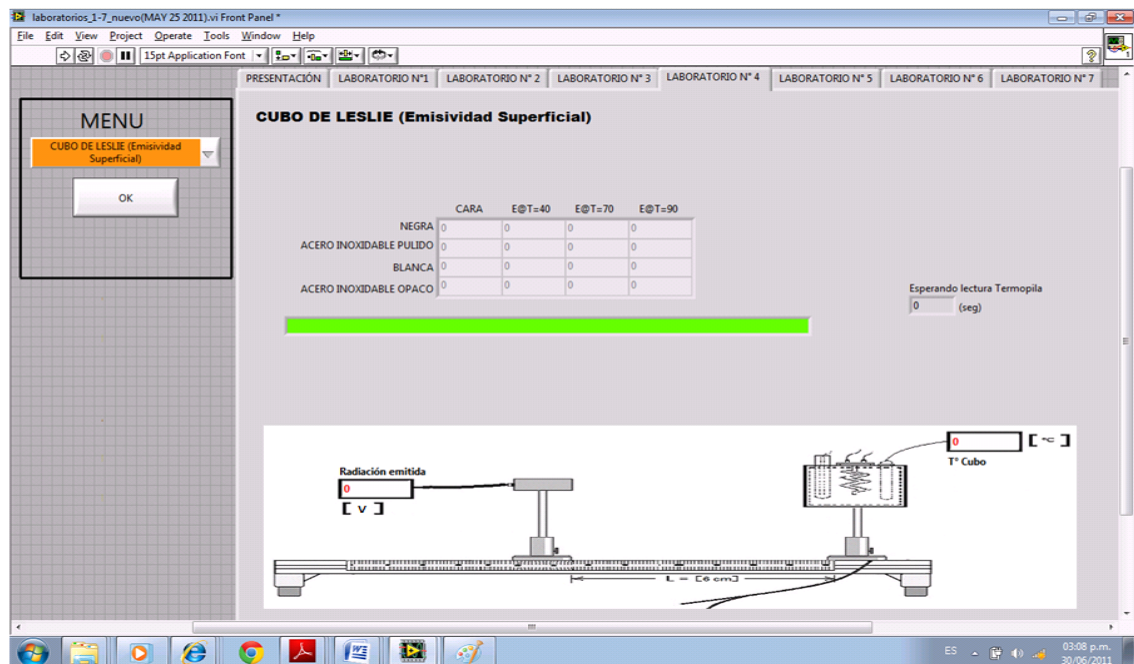 laboratorios_1-7_nuevo(MAY 25 2011).vi Front Panel *
File Edit View Project Operate Tools Window Help
15pt Application Font
PRESENTACIÓN LABORATORIO N°1 LABORATORIO N° 2 LABORATORIO N° 3 LABORATORIO N° 4 LABORATORIO N° 5 LABORATORIO N° 6 LABORATORIO N° 7
MENU
CUBO DE LESLIE (Emisividad
Superficial)
OK
CUBO DE LESLIE (Emisividad Superficial)
CARA E@T=40 E@T=70 E@T=90
NEGRA 0 0 0 0
ACERO INOXIDABLE PULIDO 0 0 0 0
BLANCA 0 0 0 0
ACERO INOXIDABLE OPACO 0 0 0 0
Esperando lectura Termopila
0 (seg)
Radiación emitida
0
[ V ]
0 [ °C ]
T° Cubo
L = [6 cm]
ES 03:08 p.m.
30/06/2011